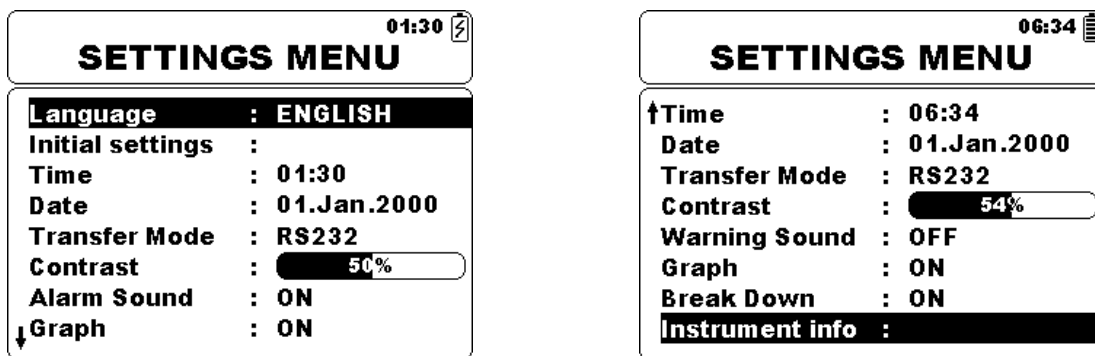 01:30
SETTINGS MENU
Language : ENGLISH
Initial settings :
Time : 01:30
Date : 01.Jan.2000
Transfer Mode : RS232
Contrast : 50%
Alarm Sound : ON
Graph : ON
06:34
SETTINGS MENU
Time : 06:34
Date : 01.Jan.2000
Transfer Mode : RS232
Contrast : 54%
Warning Sound : OFF
Graph : ON
Break Down : ON
Instrument info :